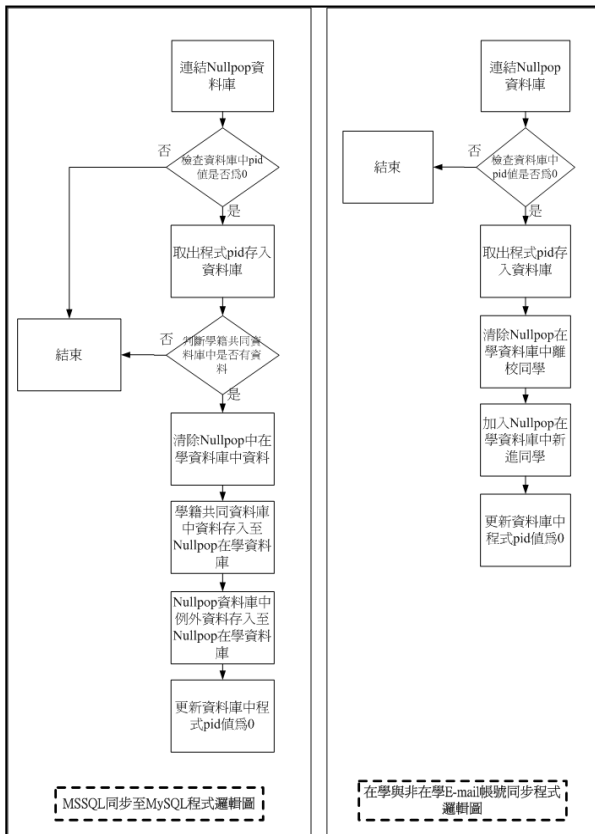 連結Nullpop資
料庫
否
檢查資料庫中pid
值是否為0
是
取出程式pid存入
資料庫
否
判斷學籍共同資
料庫中是否有資
料
結束
是
清除Nullpop中在
學資料庫中資料
學籍共同資料庫
中資料存入至
Nullpop在學資料
庫
Nullpop資料庫中
例外資料存入至
Nullpop在學資料
庫
更新資料庫中程
式pid值為0
MSSQL同步至MySQL程式邏輯圖
連結Nullpop
資料庫
否
檢查資料庫中
pid值是否為0
結束
是
取出程式pid存
入資料庫
清除Nullpop在
學資料庫中離
校同學
加入Nullpop在
學資料庫中新
進同學
更新資料庫中
程式pid值為0
在學與非在學E-mail帳號同步程式
邏輯圖